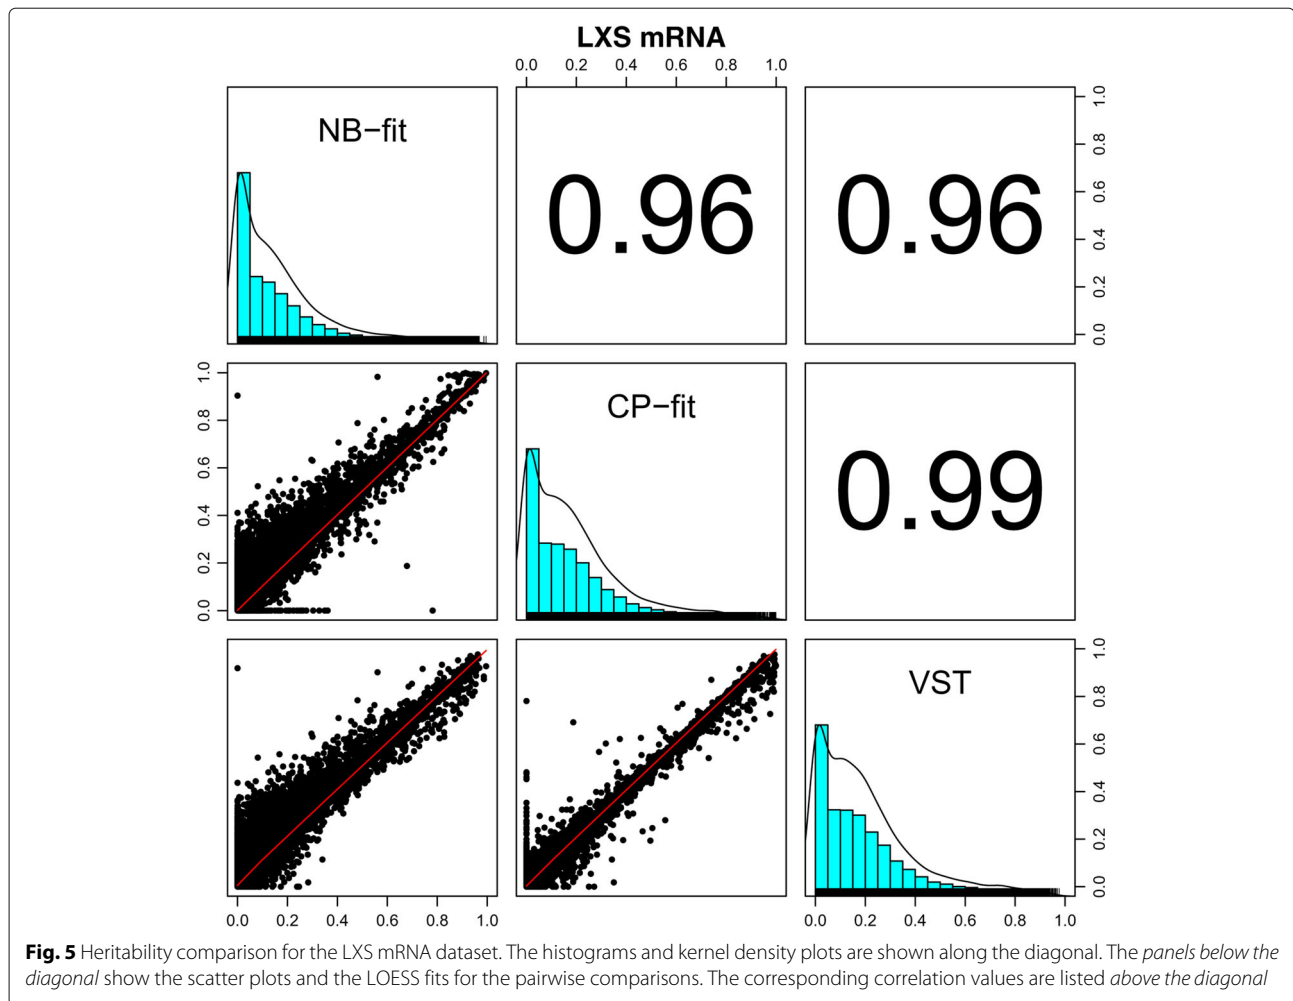 LXS mRNA
0.0 0.2 0.4 0.6 0.8 1.0
NB−fit
0.96
0.96
0.0 0.2 0.4 0.6 0.8 1.0
0.0 0.2 0.4 0.6 0.8 1.0
CP−fit
0.99
VST
0.0 0.2 0.4 0.6 0.8 1.0
0.0 0.2 0.4 0.6 0.8 1.0
0.0 0.2 0.4 0.6 0.8 1.0
Fig. 5 Heritability comparison for the LXS mRNA dataset. The histograms and kernel density plots are shown along the diagonal. The panels below the
diagonal show the scatter plots and the LOESS fits for the pairwise comparisons. The corresponding correlation values are listed above the diagonal